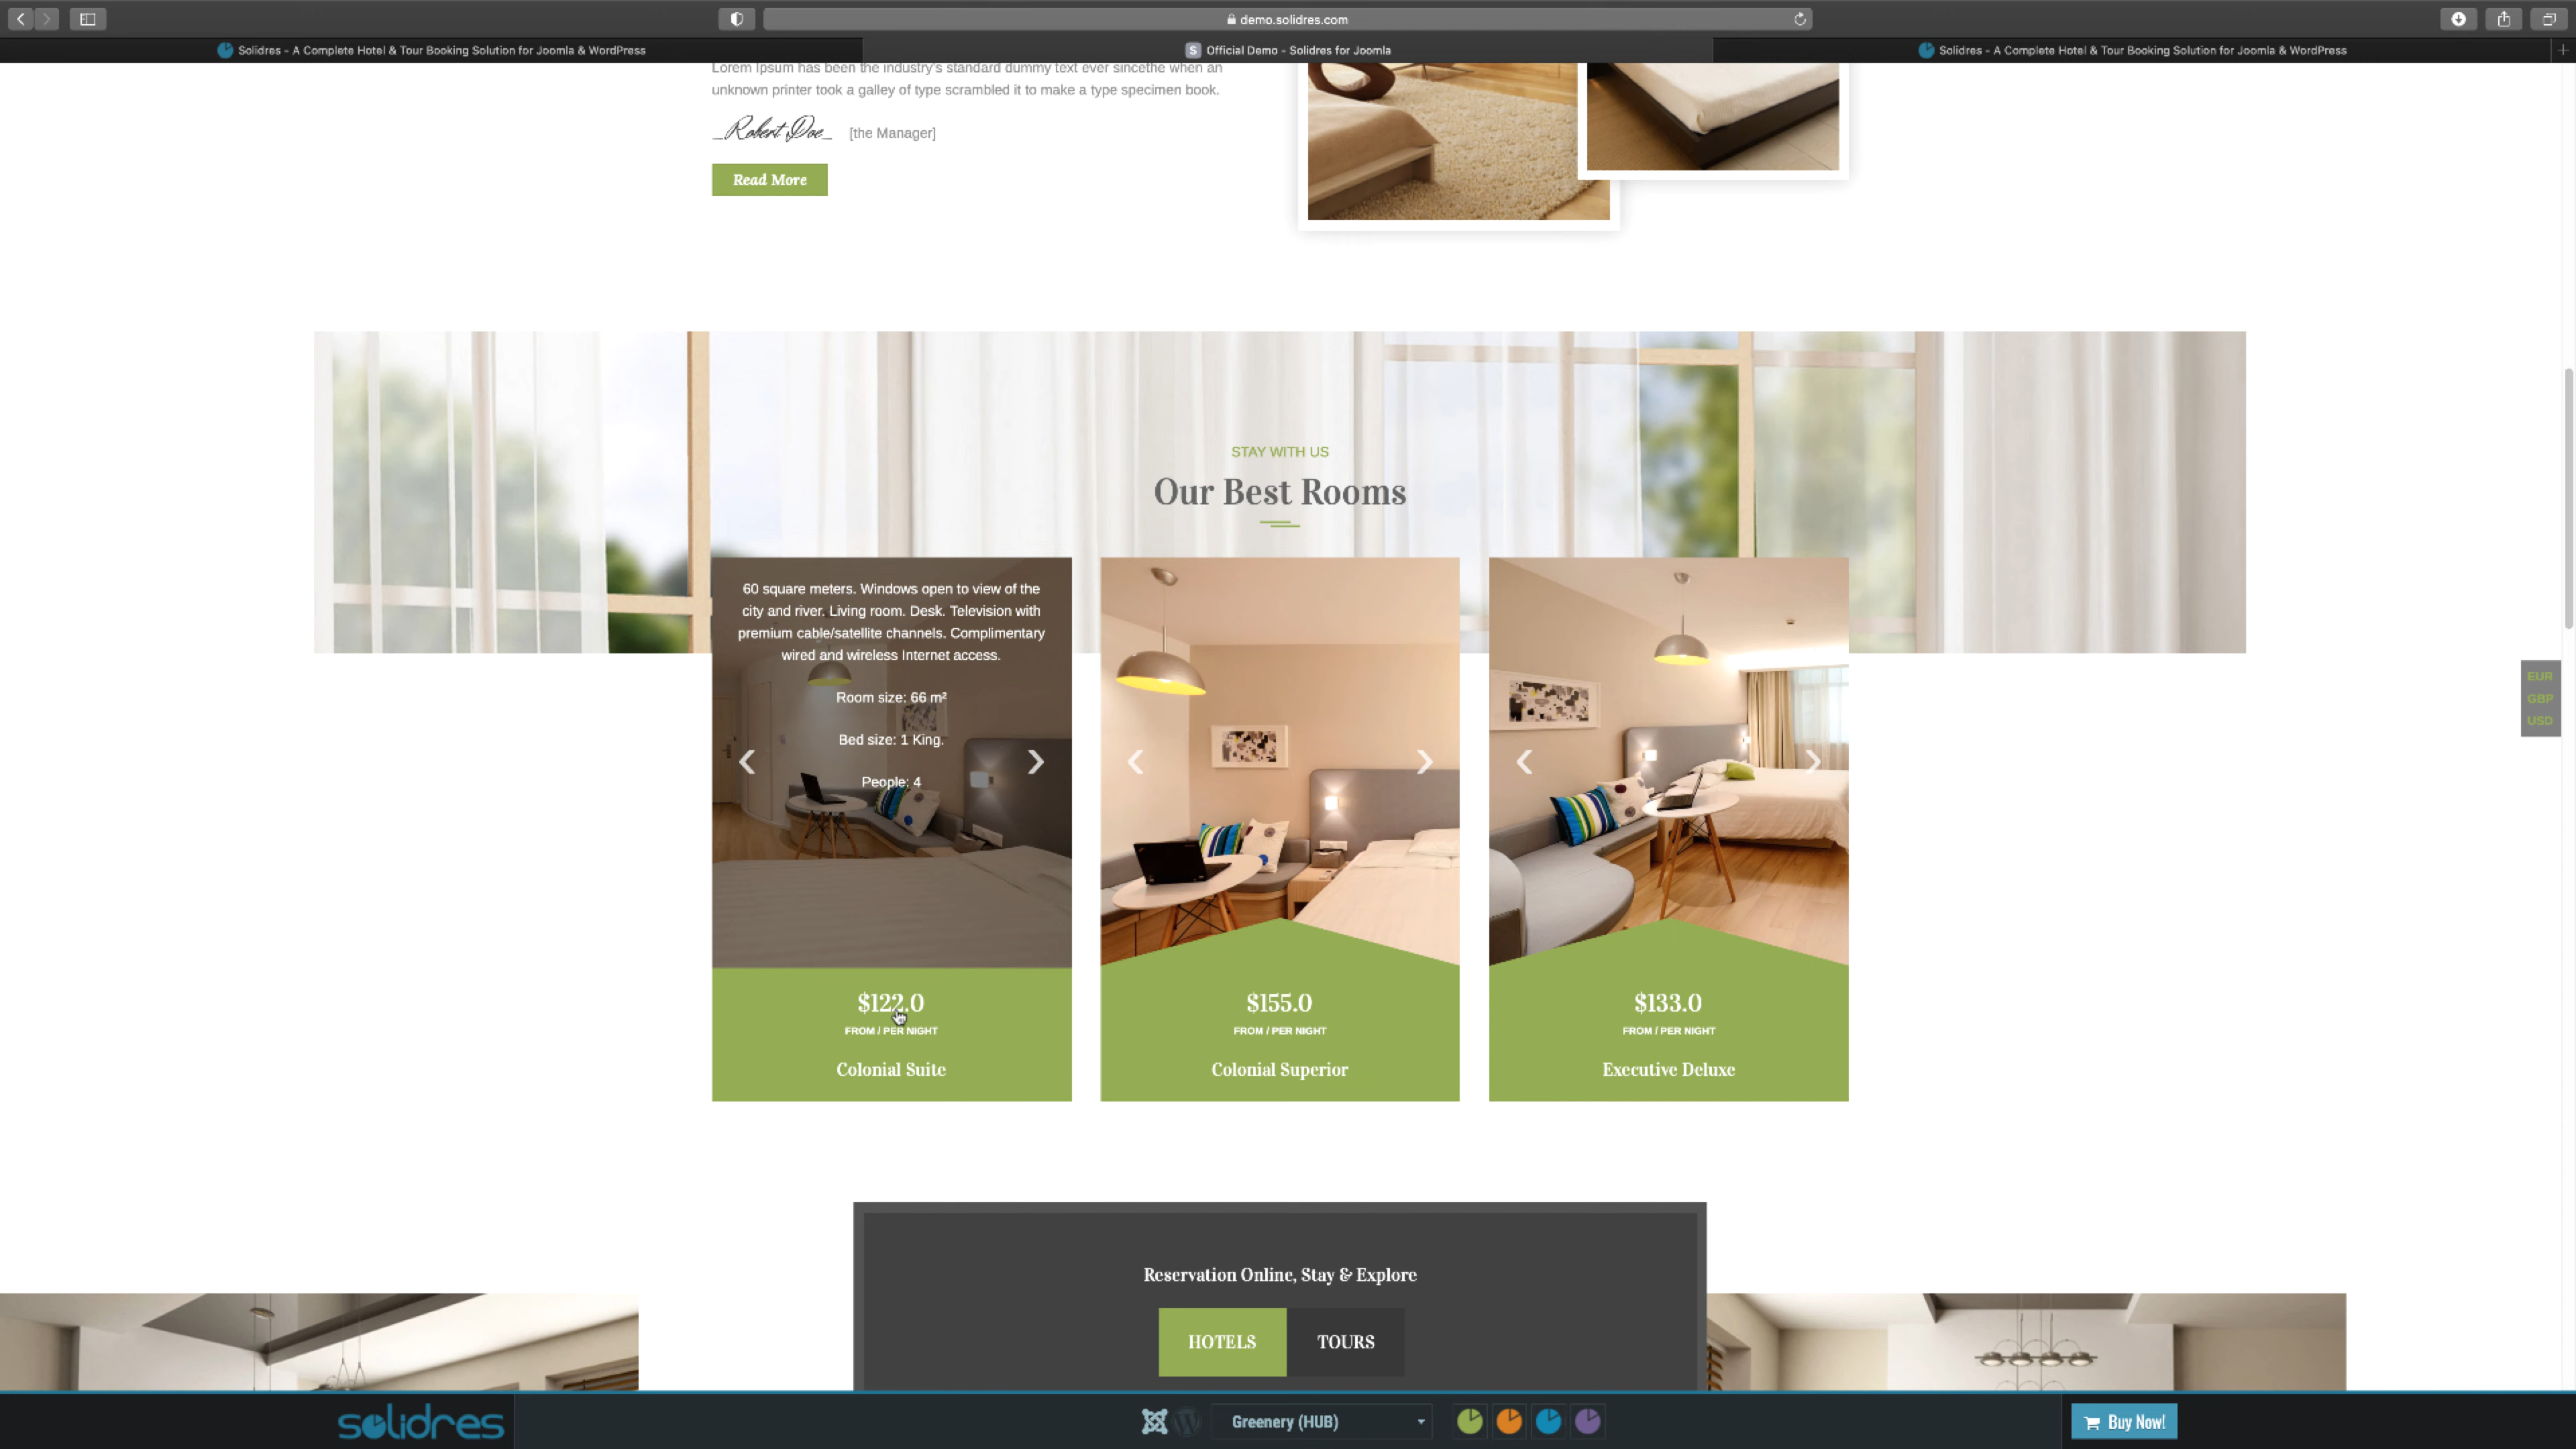 demo.solidres.com
Solidres - A Complete Hotel & Tour Booking Solution for Joomla & WordPress
S Official Demo - Solidres for Joomla
Solidres - A Complete Hotel & Tour Booking Solution for Joomla & WordPress
Lorem Ipsum has been the industry's standard dummy text ever sincethe when an
unknown printer took a galley of type scrambled it to make a type specimen book.
Robert Doe [the Manager]
Read More
STAY WITH US
Our Best Rooms
60 square meters. Windows open to view of the
city and river. Living room. Desk. Television with
premium cable/satellite channels. Complimentary
wired and wireless Internet access.
Room size: 66 m²
Bed size: 1 King.
People: 4
$122.0
FROM / PER NIGHT
Colonial Suite
$155.0
FROM / PER NIGHT
Colonial Superior
$133.0
FROM / PER NIGHT
Executive Deluxe
EUR
GBP
USD
Reservation Online, Stay & Explore
HOTELS
TOURS
solidres
Greenery (HUB)
Buy Now!